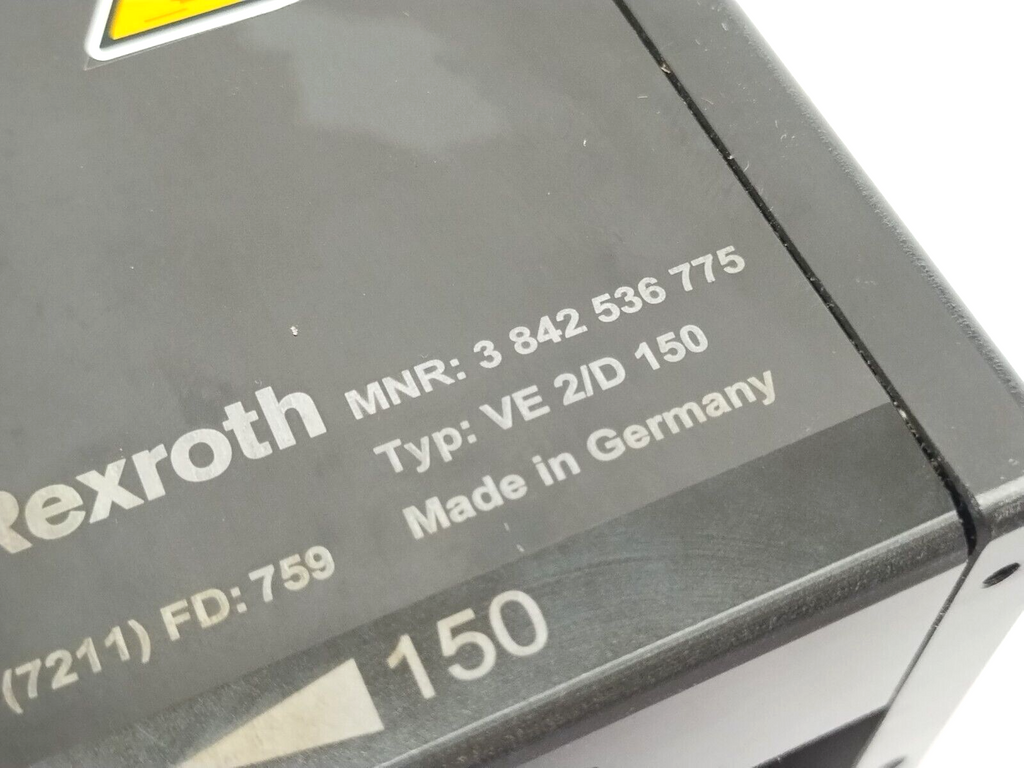 Rexroth
MNR: 3 842 536 775
Typ: VE 2/D 150
Made in Germany
(7211) FD: 759
150